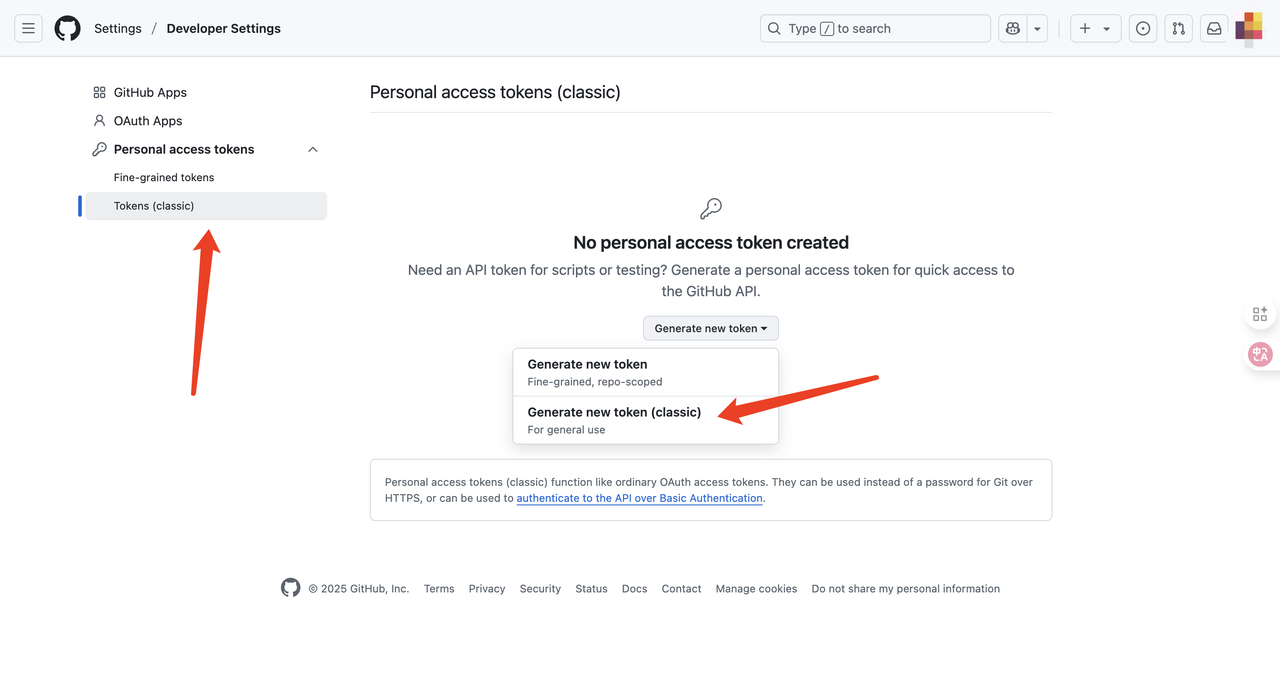 Settings / Developer Settings
Type / to search
GitHub Apps
OAuth Apps
Personal access tokens
Fine-grained tokens
Tokens (classic)
Personal access tokens (classic)
No personal access token created
Need an API token for scripts or testing? Generate a personal access token for quick access to
the GitHub API.
Generate new token
Generate new token
Fine-grained, repo-scoped
Generate new token (classic)
For general use
Personal access tokens (classic) function like ordinary OAuth access tokens. They can be used instead of a password for Git over
HTTPS, or can be used to authenticate to the API over Basic Authentication.
© 2025 GitHub, Inc. Terms Privacy Security Status Docs Contact Manage cookies Do not share my personal information
中A